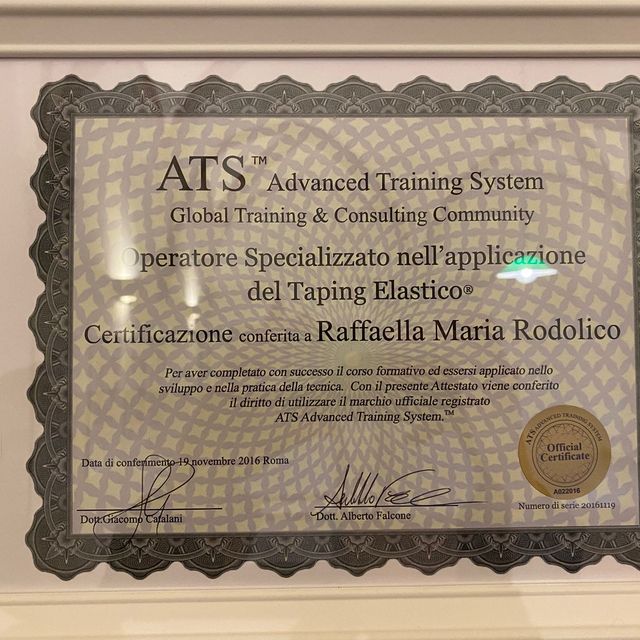 ATS™ Advanced Training System
Global Training & Consulting Community
Operatore Specializzato nell'applicazione
del Taping Elastico®
Certificazione conferita a Raffaella Maria Rodolico
Per aver completato con successo il corso formativo ed essersi applicato nello
sviluppo e nella pratica della tecnica. Con il presente Attestato viene conferito
il diritto di utilizzare il marchio ufficiale registrato
ATS Advanced Training System.™
ATS ADVANCED TRAINING SYSTEM
Official
Certificate
A022016
Data di conferimento 19 novembre 2016 Roma
Numero di serie 20161119
Dott.Giacomo Catalani
Dott. Alberto Falcone